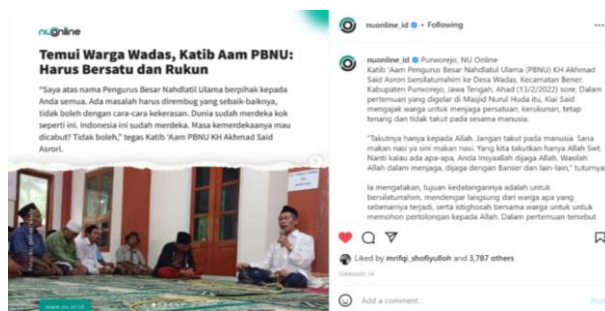 nuonline
Temui Warga Wadas, Katib Aam PBNU:
Harus Bersatu dan Rukun
"Saya atas nama Pengurus Besar Nahdlatil Ulama berpihak kepada
Anda semua. Ada masalah harus dirembug yang sebaik-baiknya,
tidak boleh dengan cara-cara kekerasan. Dunia sudah merdeka kok
seperti ini. Indonesia ini sudah merdeka. Masa kemerdekaanya mau
dicabut? Tidak boleh," tegas Katib 'Aam PBNU KH Akhmad Said
Asrori.
www.nu.or.id
nuonline_id • Following
nuonline_id Purworejo, NU Online
Katib 'Aam Pengurus Besar Nahdlatul Ulama (PBNU) KH Akhmad
Said Asrori bersilaturrahim ke Desa Wadas, Kecamatan Bener,
Kabupaten Purworejo, Jawa Tengah, Ahad (13/2/2022) sore. Dalam
pertemuan yang digelar di Masjid Nurul Huda itu, Kiai Said
mengajak warga untuk menjaga persatuan, kerukunan, tetap
tenang dan tidak takut pada sesama manusia.
"Takutnya hanya kepada Allah. Jangan takut pada manusia. Sana
makan nasi ya sini makan nasi. Yang kita takutkan hanya Allah Swt.
Nanti kalau ada apa-apa, Anda Insyaallah dijaga Allah. Wasilah
Allah dalam menjaga, dijaga dengan Banser dan lain-lain," tuturnya.
Ia mengatakan, tujuan kedatangannya adalah untuk
bersilaturrahim, mendengar langsung dari warga apa yang
sebenarnya terjadi, serta istighosah bersama warga untuk untuk
memohon pertolongan kepada Allah. Dalam pertemuan tersebut
Liked by mrifqi_shofiyulloh and 3,787 others
FEBRUARY 14
Add a comment...
Post